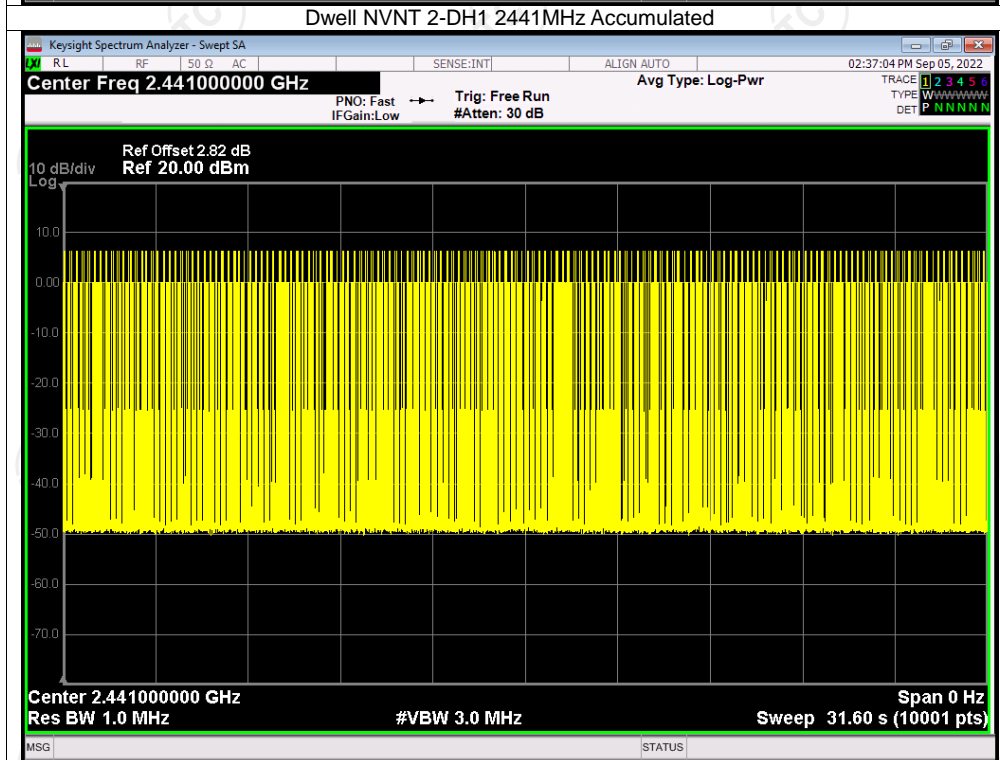 Dwell NVNT 2-DH1 2441MHz Accumulated
Keysight Spectrum Analyzer - Swept SA
LXI RL RF 50 Ω AC SENSE:INT ALIGN AUTO 02:37:04 PM Sep 05, 2022
Center Freq 2.441000000 GHz Avg Type: Log-Pwr TRACE 1 2 3 4 5 6
PNO: Fast Trig: Free Run TYPE WWWWWW
IFGain:Low #Atten: 30 dB DET P N N N N N
Ref Offset 2.82 dB
10 dB/div Ref 20.00 dBm
Log
10.0
0.00
-10.0
-20.0
-30.0
-40.0
-50.0
-60.0
-70.0
Center 2.441000000 GHz Span 0 Hz
Res BW 1.0 MHz #VBW 3.0 MHz Sweep 31.60 s (10001 pts)
MSG STATUS